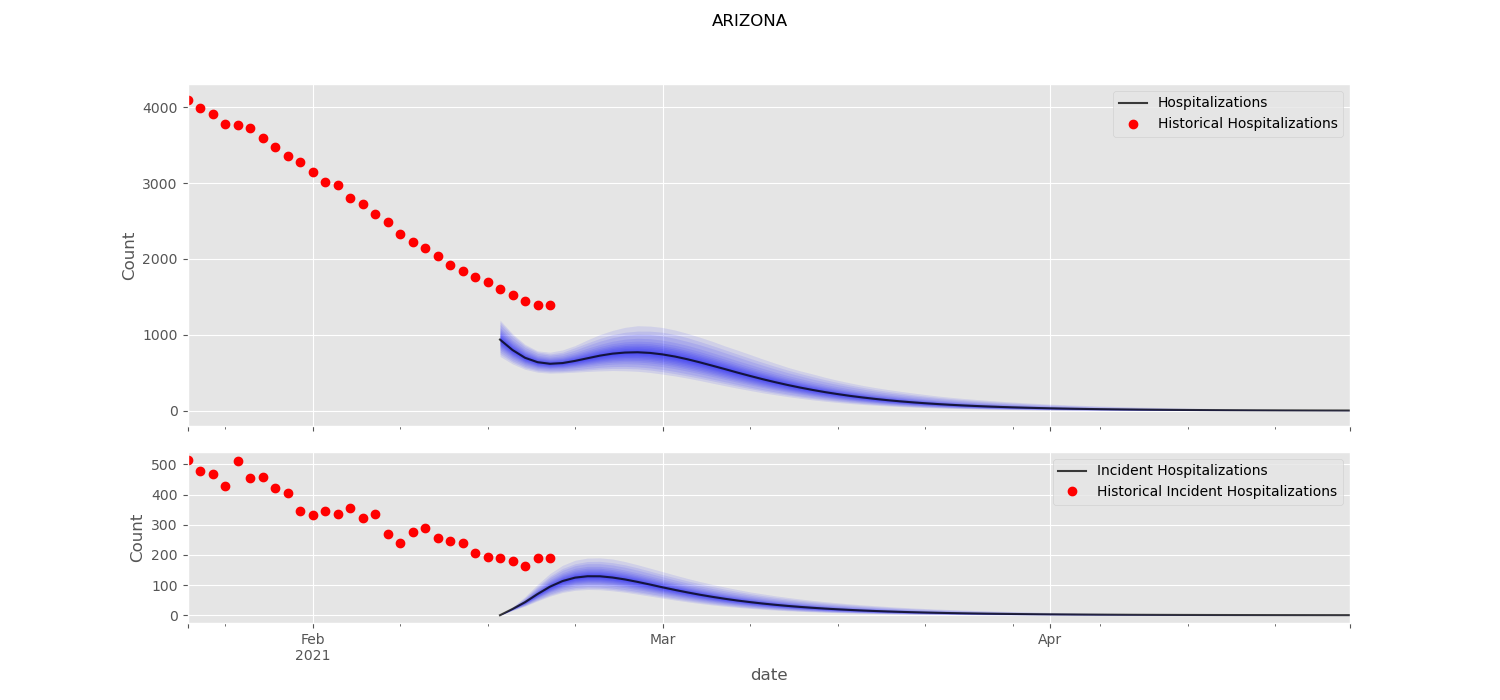 ARIZONA
4000
3000
2000
1000
0
Count
Hospitalizations
Historical Hospitalizations
500
400
300
200
100
0
Count
Incident Hospitalizations
Historical Incident Hospitalizations
Feb
2021
Mar
Apr
date